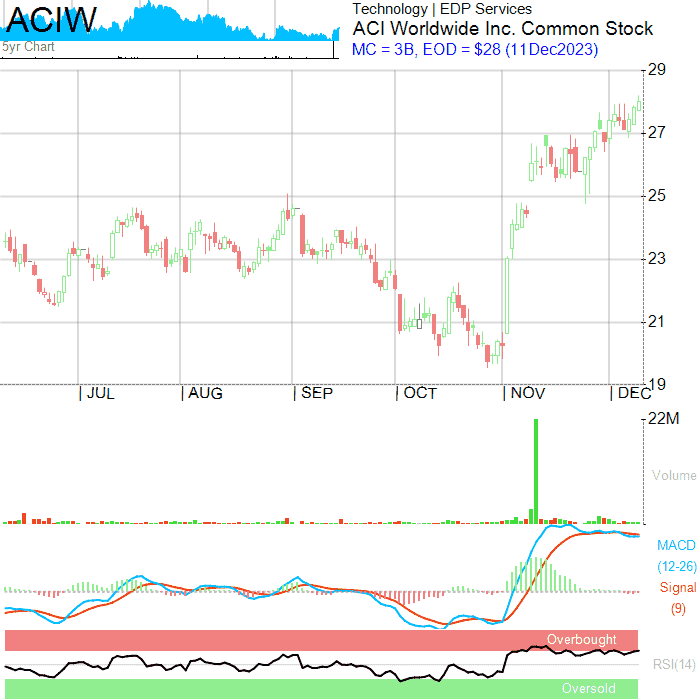 ACIW
5yr Chart
Technology | EDP Services
ACI Worldwide Inc. Common Stock
MC = 3B, EOD = $28 (11Dec2023)
29
27
25
23
21
19
| JUL | AUG | SEP | OCT | NOV | DEC
22M
Volume
MACD
(12-26)
Signal
(9)
Overbought
RSI(14)
Oversold